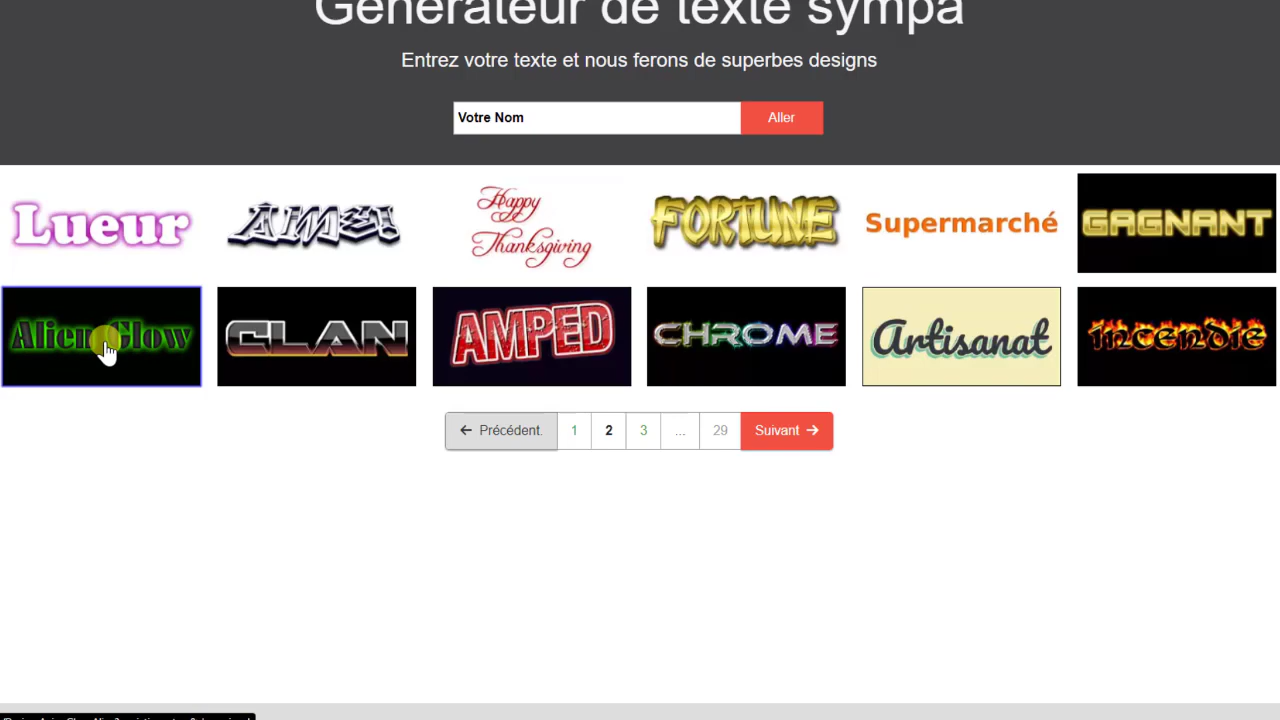 Générateur de texte sympa
Entrez votre texte et nous ferons de superbes designs
Votre Nom Aller
Lueur AIMÉ! Happy Thanksgiving FORTUNE Supermarché GAGNANT
Alien Glow CLAN AMPED CHROME Artisanat incendie
← Précédent. 1 2 3 ... 29 Suivant →